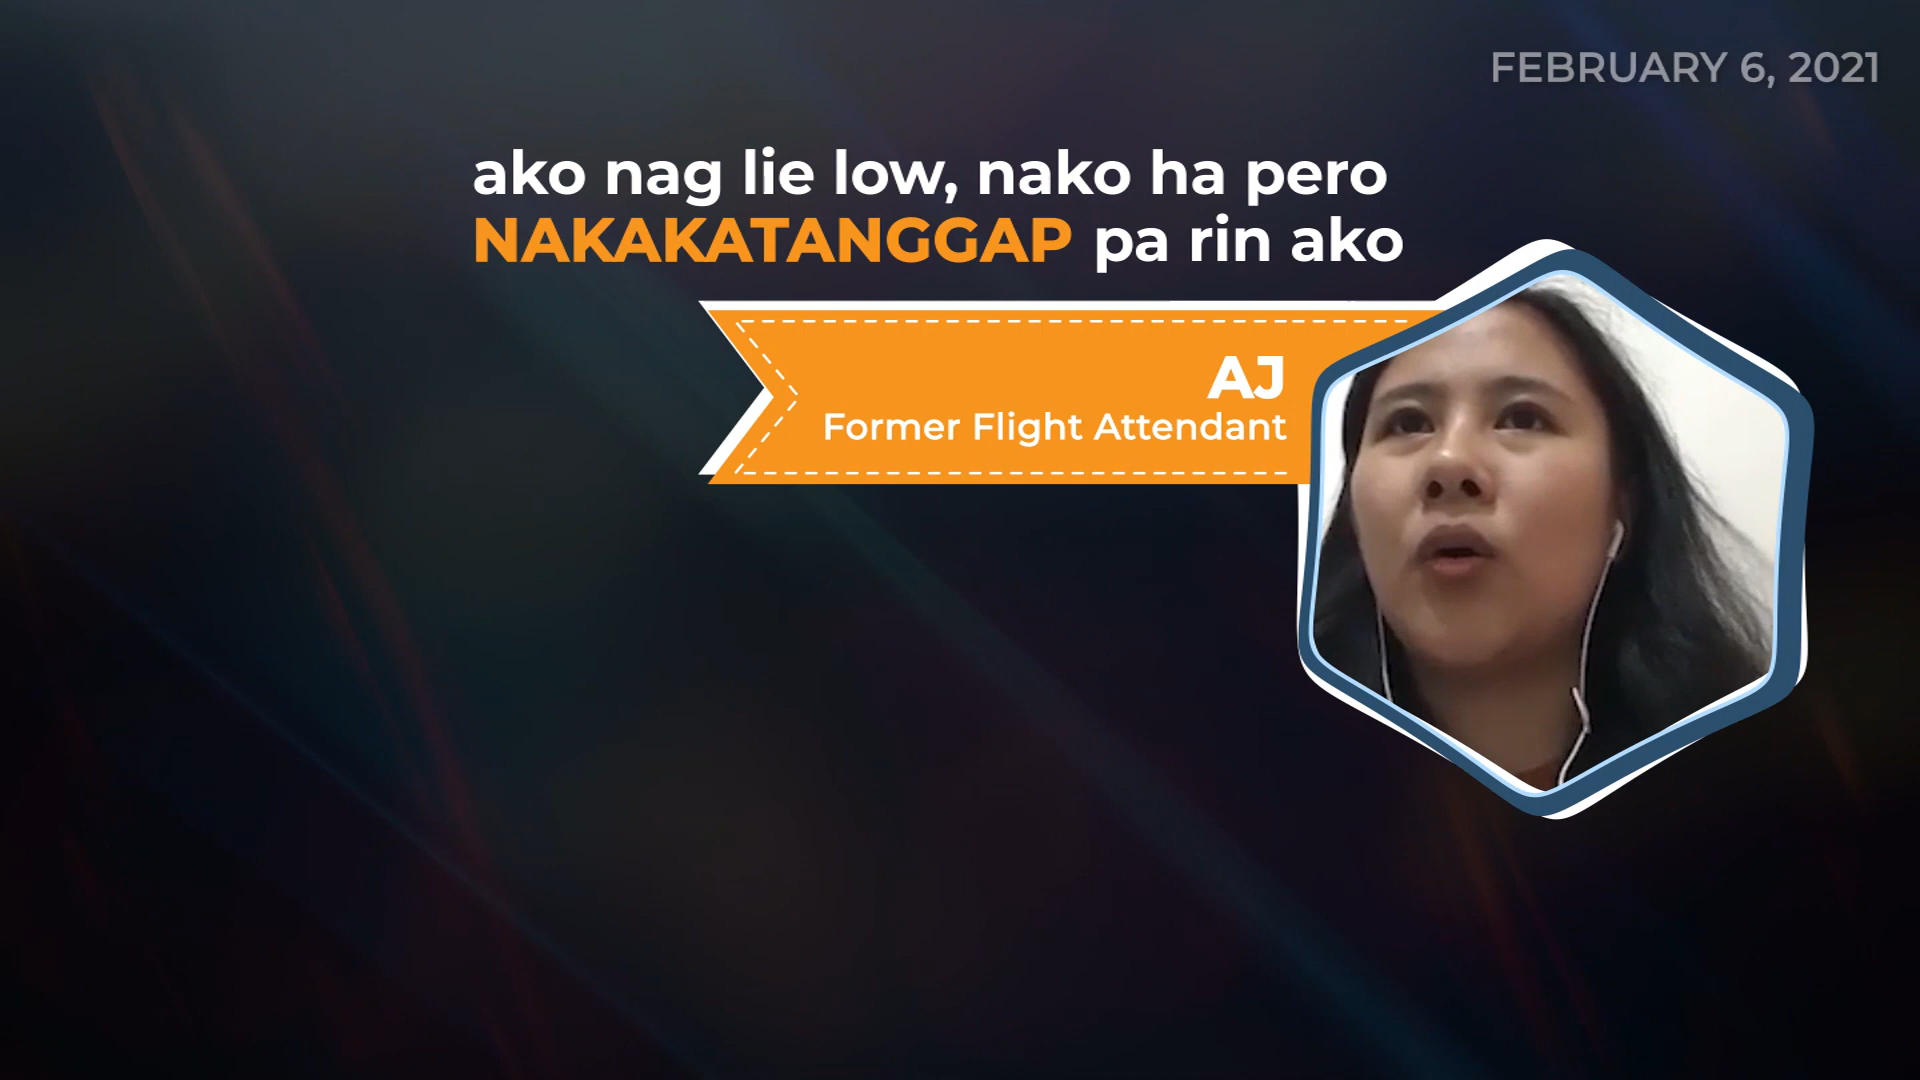 FEBRUARY 6, 2021
ako nag lie low, nako ha pero
NAKAKATANGGAP pa rin ako
AJ
Former Flight Attendant